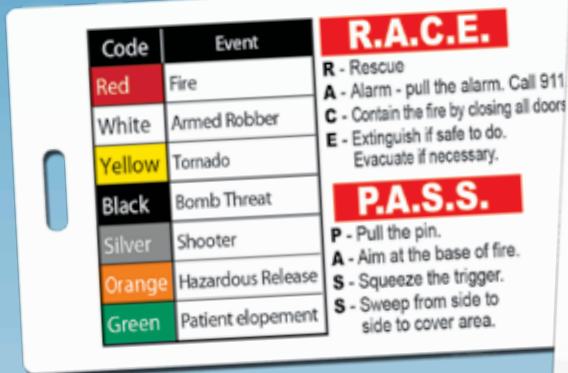 Code Event
Red Fire
White Armed Robber
Yellow Tornado
Black Bomb Threat
Silver Shooter
Orange Hazardous Release
Green Patient elopement
R.A.C.E.
R - Rescue
A - Alarm - pull the alarm. Call 911
C - Contain the fire by closing all doors
E - Extinguish if safe to do.
Evacuate if necessary.
P.A.S.S.
P - Pull the pin.
A - Aim at the base of fire.
S - Squeeze the trigger.
S - Sweep from side to
side to cover area.